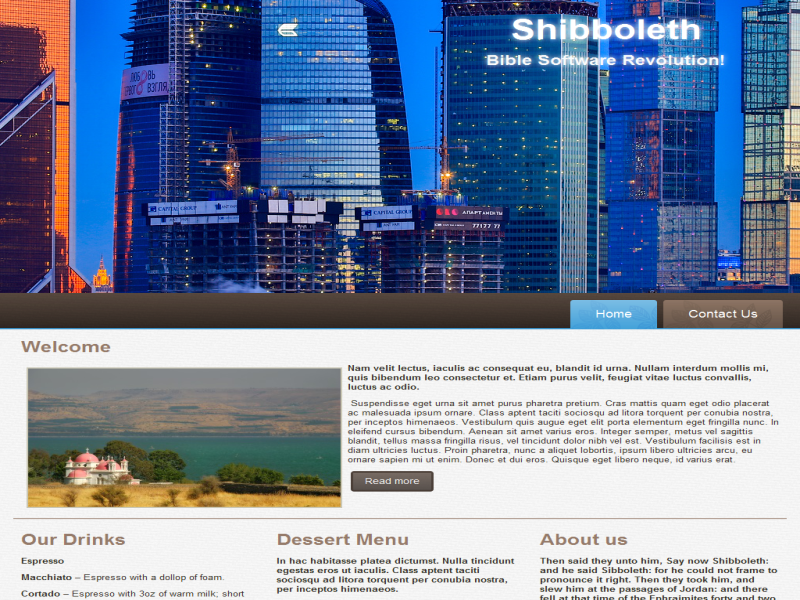 Shibboleth
Bible Software Revolution!
ЛЮБОВЬ
ВЗГЛЯ
CAPITAL GROUP
CAPITAL GROUP
АПАРТАМЕНТЫ
77177 77
Home
Contact Us
Welcome
Nam velit lectus, iaculis ac consequat eu, blandit id urna. Nullam interdum mollis mi,
quis bibendum leo consectetur et. Etiam purus velit, feugiat vitae luctus convallis,
luctus ac odio.
Suspendisse eget urna sit amet purus pharetra pretium. Cras mattis quam eget odio placerat
ac malesuada ipsum ornare. Class aptent taciti sociosqu ad litora torquent per conubia nostra,
per inceptos himenaeos. Vestibulum quis augue eget elit porta elementum eget fringilla nunc. In
eleifend cursus bibendum. Aenean sit amet varius eros. Integer semper, metus vel sagittis
blandit, tellus massa fringilla risus, vel tincidunt dolor nibh vel est. Vestibulum facilisis est in
diam ultricies luctus. Proin pharetra, nunc a aliquet lobortis, ipsum libero ultricies arcu, eu
ornare sapien mi ut enim. Donec et dui eros. Quisque eget libero neque, id varius erat.
Read more
Our Drinks
Espresso
Macchiato – Espresso with a dollop of foam.
Cortado – Espresso with 3oz of warm milk; short
Dessert Menu
In hac habitasse platea dictumst. Nulla tincidunt
egestas eros ut iaculis. Class aptent taciti
sociosqu ad litora torquent per conubia nostra,
per inceptos himenaeos.
About us
Then said they unto him, Say now Shibboleth:
and he said Sibboleth: for he could not frame to
pronounce it right. Then they took him, and
slew him at the passages of Jordan: and there
fell at that time of the Ephraimites forty and two